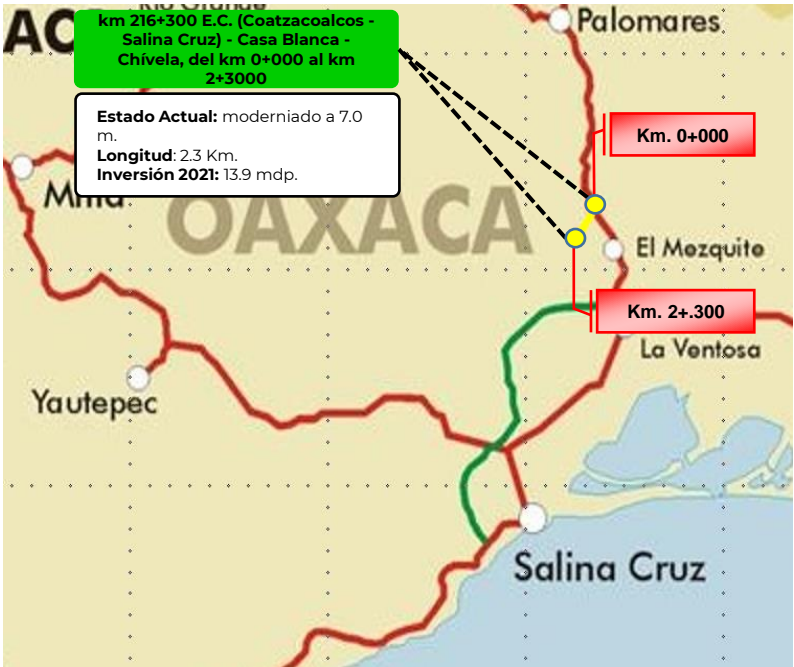 Palomares
km 216+300 E.C. (Coatzacoalcos -
Salina Cruz) - Casa Blanca -
Chívela, del km 0+000 al km
2+3000
Estado Actual: moderniado a 7.0
m.
Longitud: 2.3 Km.
Inversión 2021: 13.9 mdp.
Km. 0+000
OAXACA
El Mezquite
Km. 2+.300
La Ventosa
Yautepec
Salina Cruz